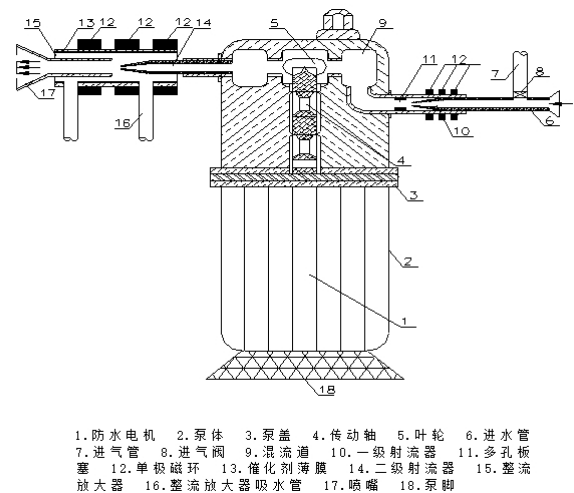 15 13 12 12 12 14 5 9
11 12 7 8
17 16 10 6
4
3
2
1
18
1.防水电机 2.泵体 3.泵盖 4.传动轴 5.叶轮 6.进水管
7.进气管 8.进气阀 9.混流道 10.一级射流器 11.多孔板
塞 12.单极磁环 13.催化剂薄膜 14.二级射流器 15.整流
放大器 16.整流放大器吸水管 17.喷嘴 18.泵脚